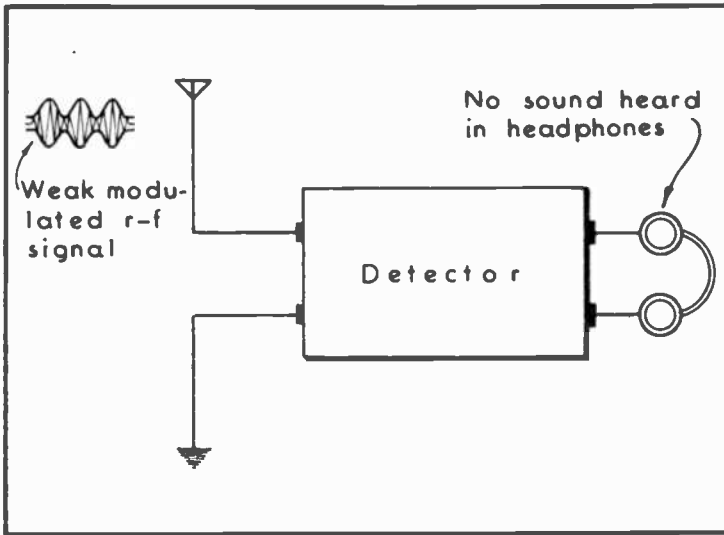 No sound heard
in headphones
Weak modu-
lated r-f
signal
Detector